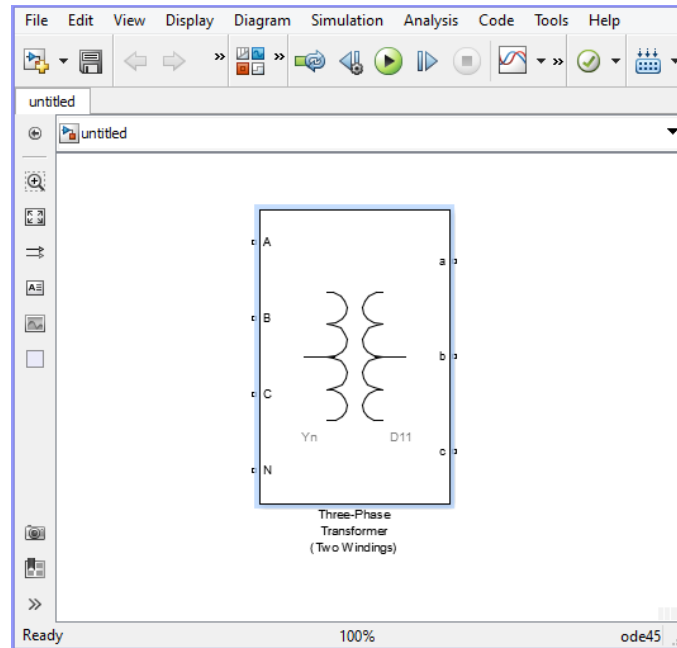 File Edit View Display Diagram Simulation Analysis Code Tools Help
» »  »
untitled
untitled
A
a
B
b
C
c
N
Yn D11
Three-Phase
Transformer
(Two Windings)
»
Ready 100% ode45